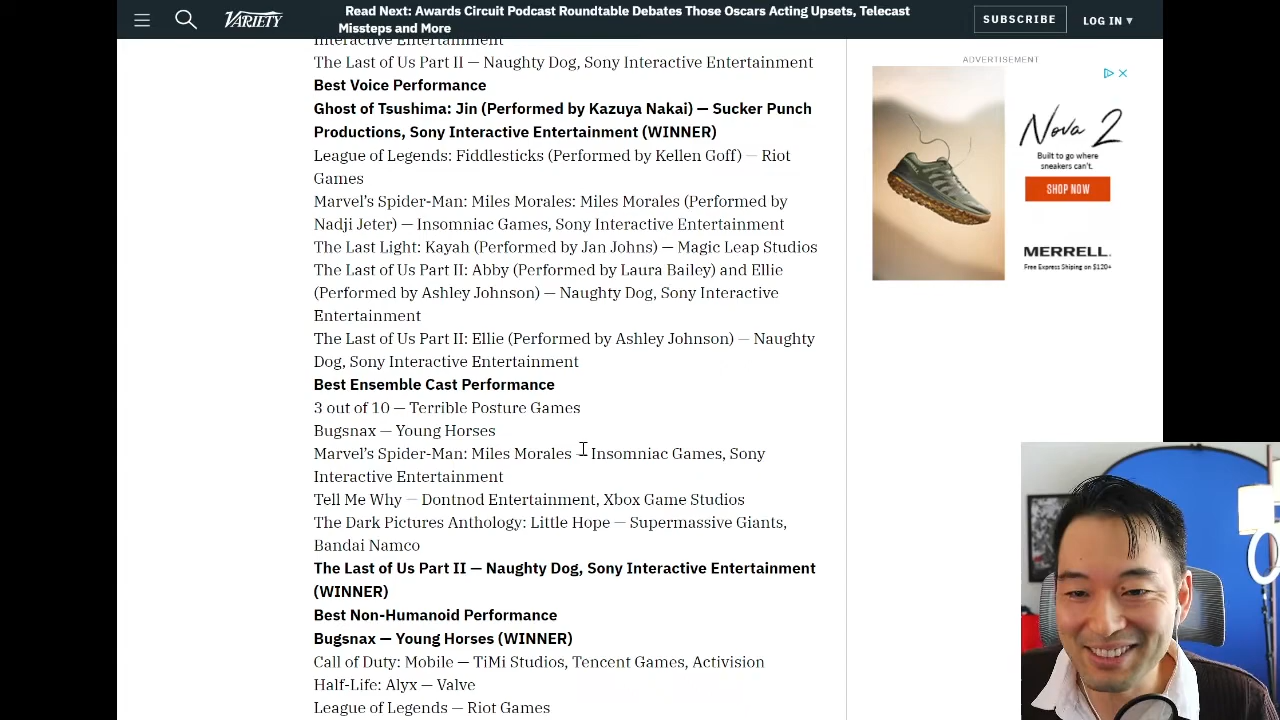 VARIETY
Read Next: Awards Circuit Podcast Roundtable Debates Those Oscars Acting Upsets, Telecast
Missteps and More
SUBSCRIBE
LOG IN ▾
Interactive Entertainment
The Last of Us Part II — Naughty Dog, Sony Interactive Entertainment
Best Voice Performance
Ghost of Tsushima: Jin (Performed by Kazuya Nakai) — Sucker Punch
Productions, Sony Interactive Entertainment (WINNER)
League of Legends: Fiddlesticks (Performed by Kellen Goff) — Riot
Games
Marvel’s Spider-Man: Miles Morales: Miles Morales (Performed by
Nadji Jeter) — Insomniac Games, Sony Interactive Entertainment
The Last Light: Kayah (Performed by Jan Johns) — Magic Leap Studios
The Last of Us Part II: Abby (Performed by Laura Bailey) and Ellie
(Performed by Ashley Johnson) — Naughty Dog, Sony Interactive
Entertainment
The Last of Us Part II: Ellie (Performed by Ashley Johnson) — Naughty
Dog, Sony Interactive Entertainment
Best Ensemble Cast Performance
3 out of 10 — Terrible Posture Games
Bugsnax — Young Horses
Marvel’s Spider-Man: Miles Morales — Insomniac Games, Sony
Interactive Entertainment
Tell Me Why — Dontnod Entertainment, Xbox Game Studios
The Dark Pictures Anthology: Little Hope — Supermassive Giants,
Bandai Namco
The Last of Us Part II — Naughty Dog, Sony Interactive Entertainment
(WINNER)
Best Non-Humanoid Performance
Bugsnax — Young Horses (WINNER)
Call of Duty: Mobile — TiMi Studios, Tencent Games, Activision
Half-Life: Alyx — Valve
League of Legends — Riot Games
ADVERTISEMENT
Nova 2
Built to go where
sneakers can't.
SHOP NOW
MERRELL
Free Express Shiping on $120+